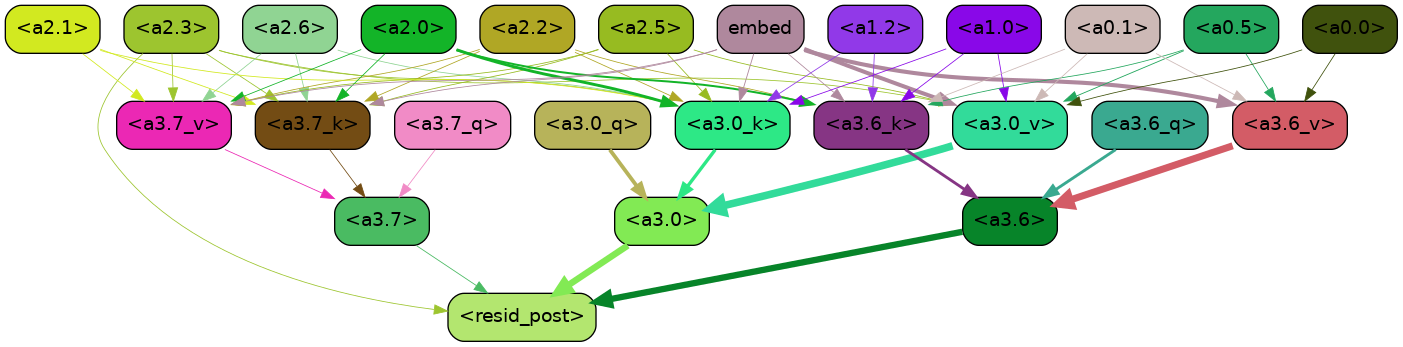 <a2.1> <a2.3> <a2.6> <a2.0> <a2.2> <a2.5> embed <a1.2> <a1.0> <a0.1> <a0.5> <a0.0>
<a3.7_v> <a3.7_k> <a3.7_q> <a3.0_q> <a3.0_k> <a3.6_k> <a3.0_v> <a3.6_q> <a3.6_v>
<a3.7> <a3.0> <a3.6>
<resid_post>